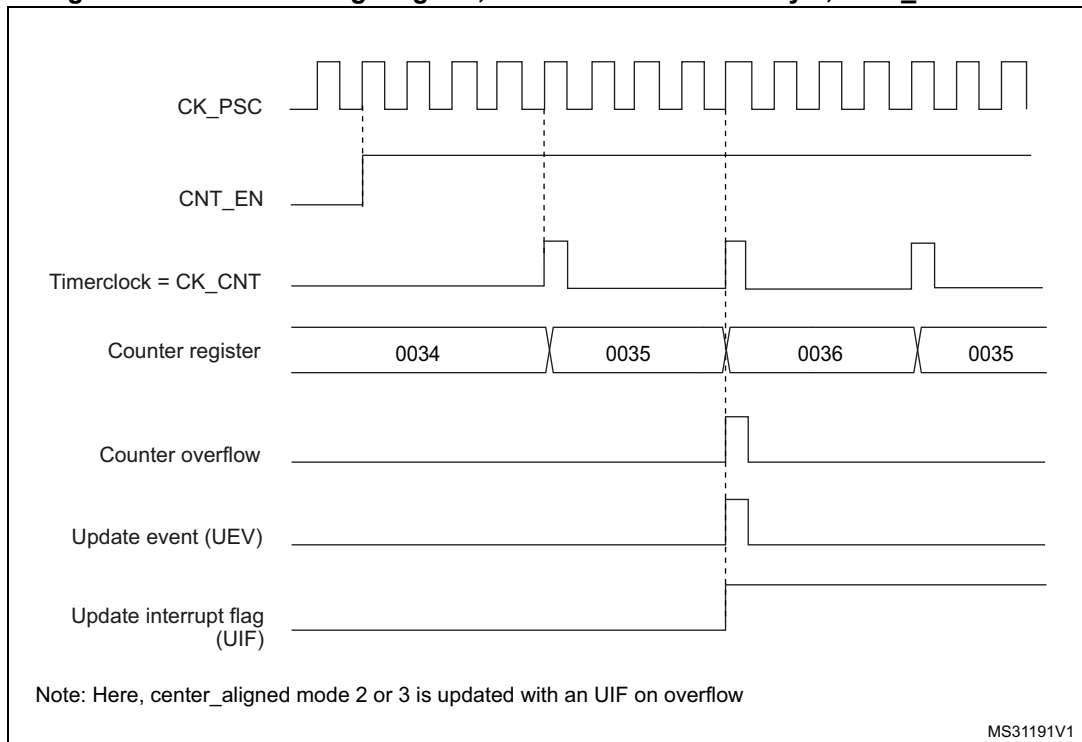 CK_PSC
CNT_EN
Timerclock = CK_CNT
Counter register 0034 0035 0036 0035
Counter overflow
Update event (UEV)
Update interrupt flag
(UIF)
Note: Here, center_aligned mode 2 or 3 is updated with an UIF on overflow
MS31191V1